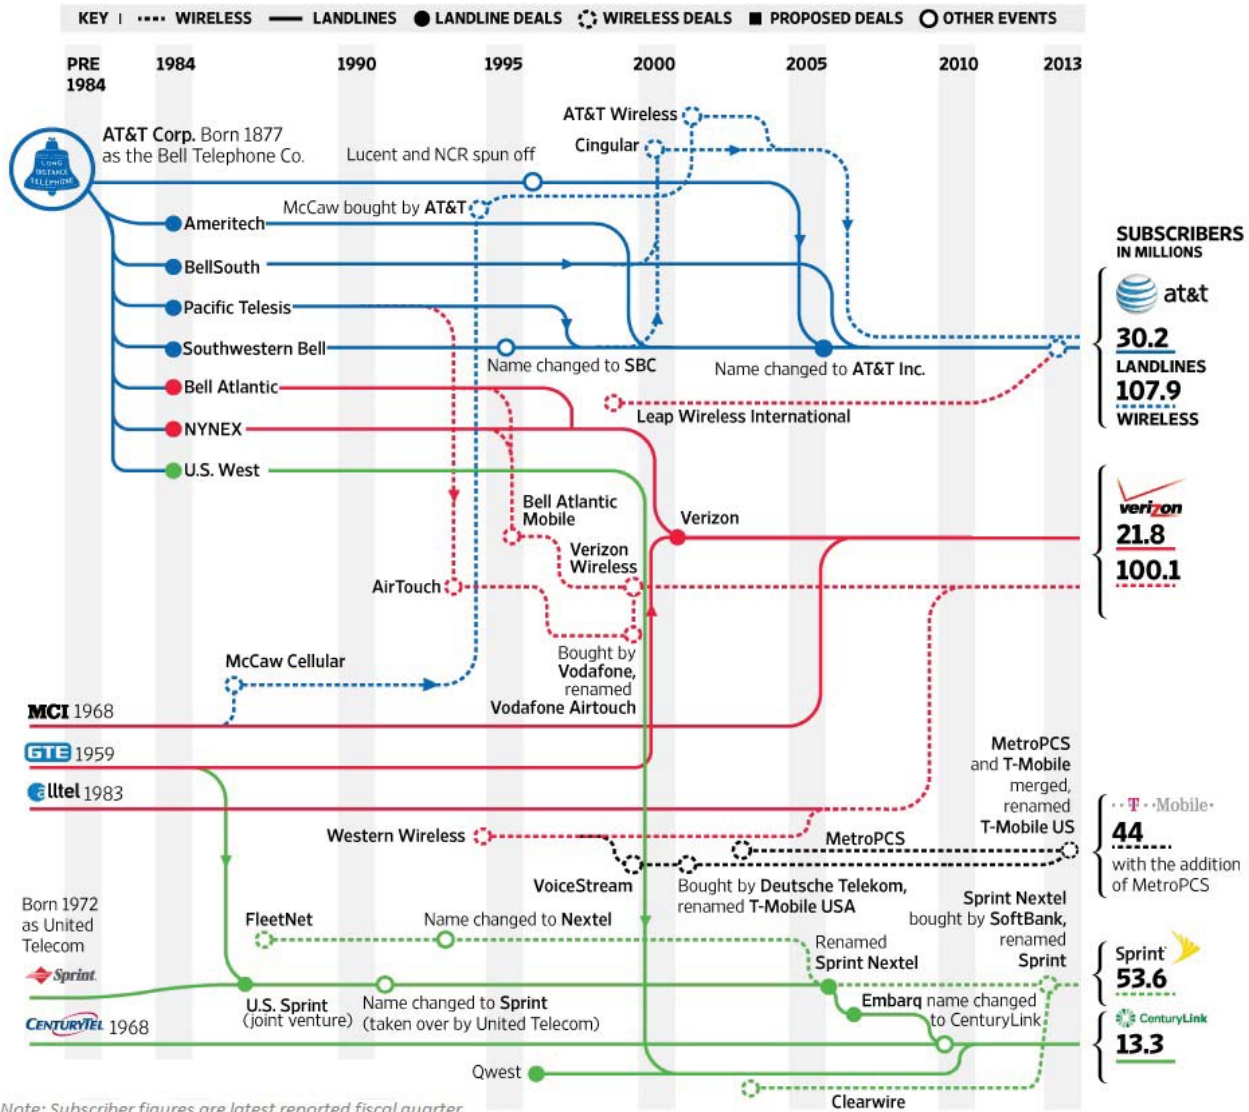 KEY | WIRELESS LANDLINES LANDLINE DEALS WIRELESS DEALS PROPOSED DEALS OTHER EVENTS
PRE
1984
1984
1990
1995
2000
2005
2010
2013
LONG
DISTANCE
TELEPHONE
AT&T Corp. Born 1877
as the Bell Telephone Co.
Lucent and NCR spun off
AT&T Wireless
Cingular
McCaw bought by AT&T
Ameritech
BellSouth
Pacific Telesis
Southwestern Bell
Name changed to SBC
Name changed to AT&T Inc.
Bell Atlantic
Leap Wireless International
NYNEX
U.S. West
SUBSCRIBERS
IN MILLIONS
at&t
30.2
LANDLINES
107.9
WIRELESS
Bell Atlantic
Mobile
Verizon
Verizon
Wireless
AirTouch
verizon
21.8
100.1
Bought by
Vodafone,
renamed
Vodafone Airtouch
McCaw Cellular
MCI 1968
GTE 1959
alltel 1983
Western Wireless
VoiceStream
MetroPCS
and T-Mobile
merged,
renamed
T-Mobile US
MetroPCS
Bought by Deutsche Telekom,
renamed T-Mobile USA
T Mobile
44
with the addition
of MetroPCS
Born 1972
as United
Telecom
Sprint
FleetNet
Name changed to Nextel
Renamed
Sprint Nextel
Sprint Nextel
bought by SoftBank,
renamed
Sprint
Sprint
53.6
U.S. Sprint
(joint venture)
Name changed to Sprint
(taken over by United Telecom)
Embarq name changed
to CenturyLink
CENTURYTEL 1968
CenturyLink
13.3
Qwest
Clearwire
Note: Subscriber figures are latest reported fiscal quarter